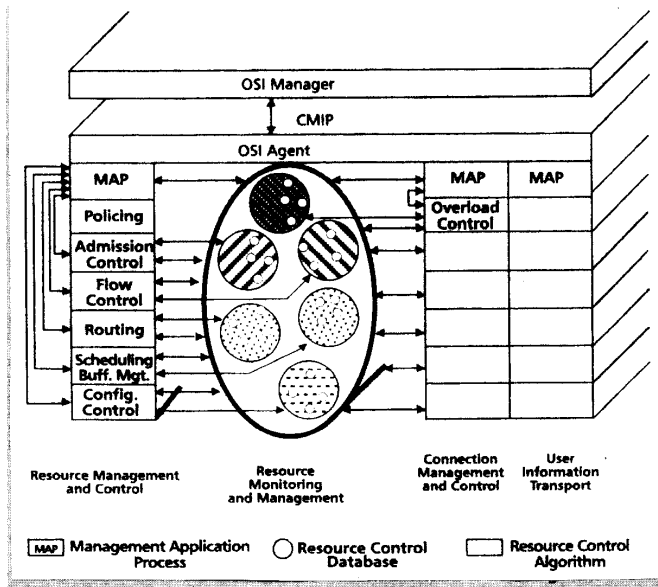 OSI Manager
CMIP
OSI Agent
MAP
Policing
Admission
Control
Flow
Control
Routing
Scheduling
Buff. Mgt.
Config.
Control
MAP
MAP
Overload
Control
Resource Management
and Control
Resource
Monitoring
and Management
Connection
Management
and Control
User
Information
Transport
MAP Management Application
Process
Resource Control
Database
Resource Control
Algorithm